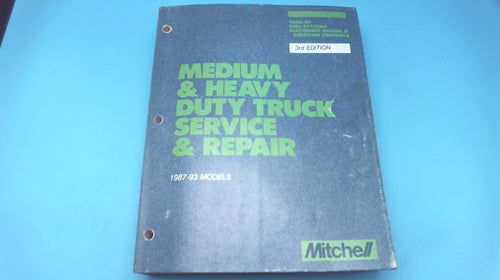 TUNE-UP
FUEL SYSTEMS
ELECTRONIC ENGINE &
EMISSION CONTROLS
3rd EDITION
MEDIUM
& HEAVY
DUTY TRUCK
SERVICE
& REPAIR
1987-93 MODELS
Mitchell